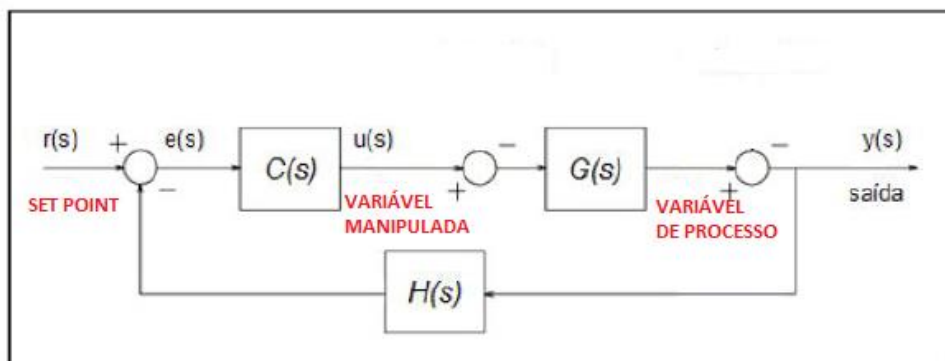 r(s)
+
e(s)
C(s)
u(s)
−
+
G(s)
−
+
y(s)
saída
−
SET POINT
VARIÁVEL
MANIPULADA
VARIÁVEL
DE PROCESSO
H(s)